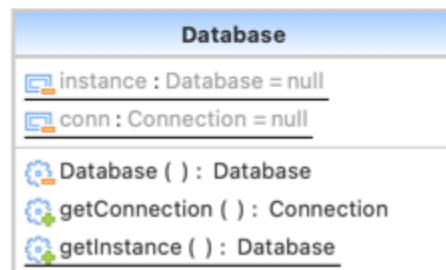 Database
instance : Database = null
conn : Connection = null
Database ( ) : Database
getConnection ( ) : Connection
getInstance ( ) : Database